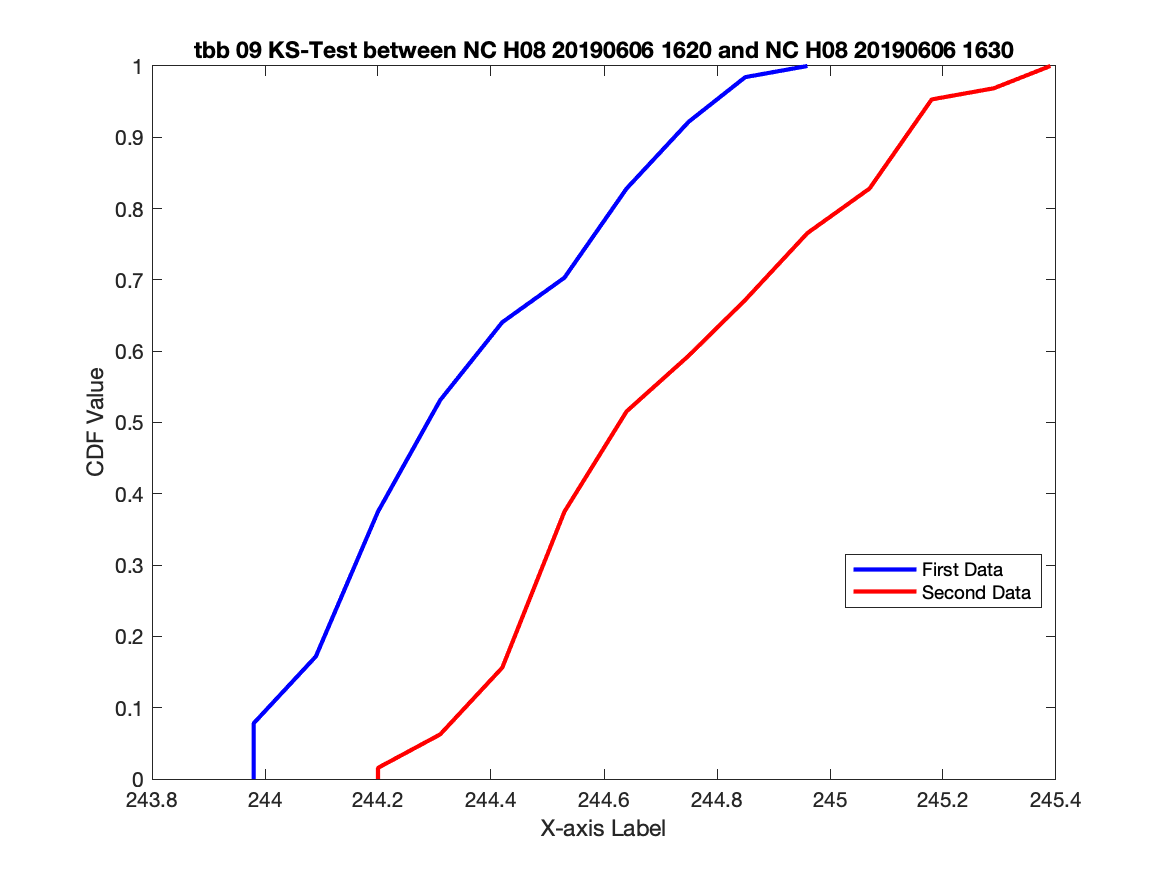 tbb 09 KS-Test between NC H08 20190606 1620 and NC H08 20190606 1630
1
0.9
0.8
0.7
0.6
0.5
0.4
0.3
0.2
0.1
0
CDF Value
First Data
Second Data
243.8 244 244.2 244.4 244.6 244.8 245 245.2 245.4
X-axis Label